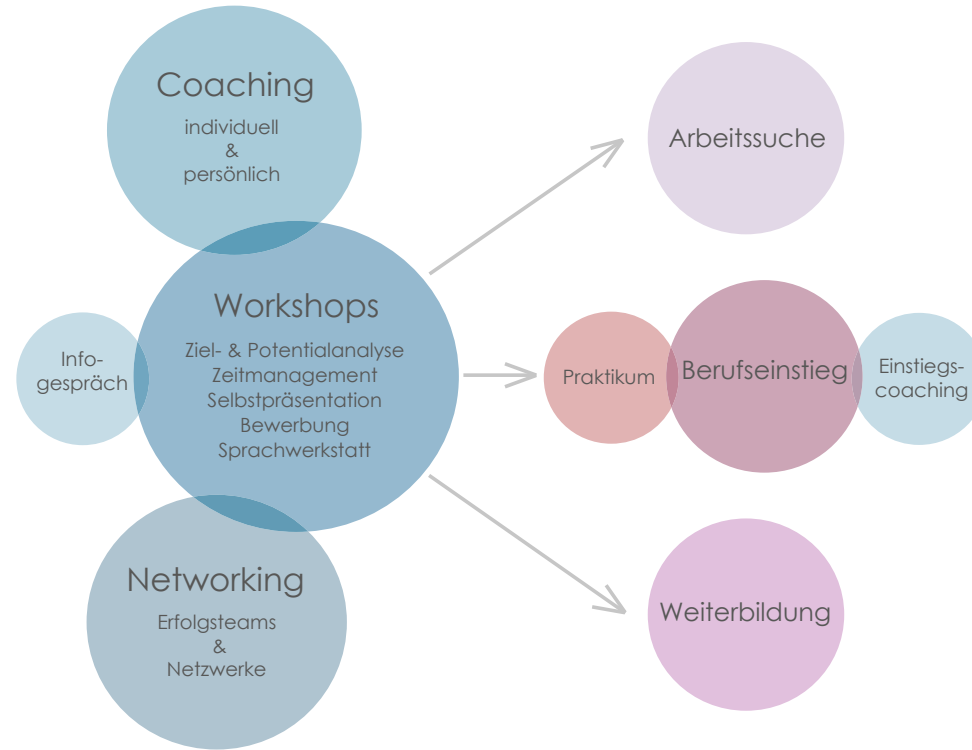 Coaching
individuell
&
persönlich
Info-
gespräch
Workshops
Ziel- & Potentialanalyse
Zeitmanagement
Selbstpräsentation
Bewerbung
Sprachwerkstatt
Networking
Erfolgsteams
&
Netzwerke
Arbeitssuche
Praktikum
Berufseinstieg
Einstiegs-
coaching
Weiterbildung